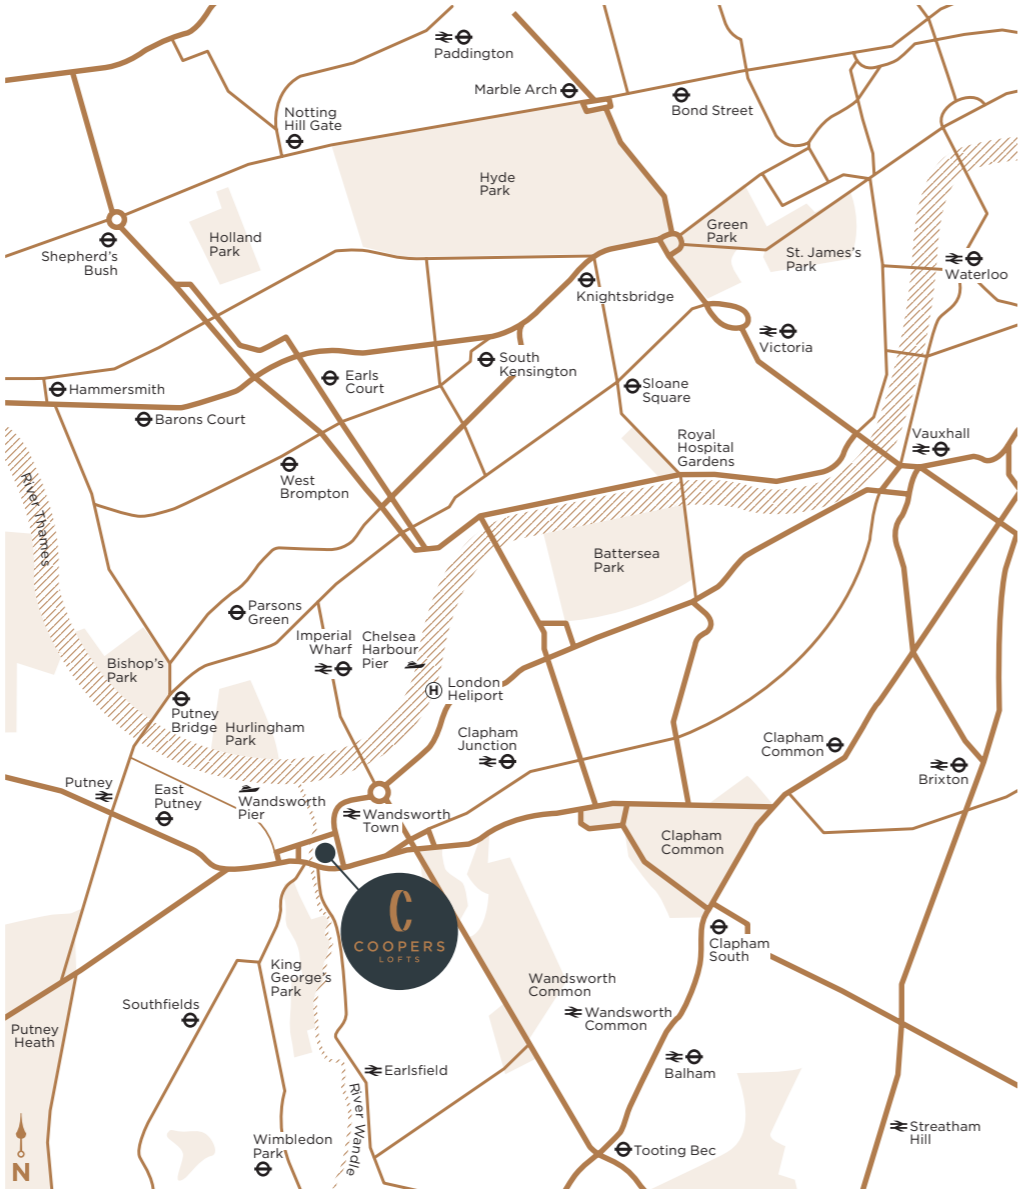 Paddington
Marble Arch
Bond Street
Notting
Hill Gate
Hyde
Park
Holland
Park
Green
Park
St. James's
Park
Shepherd's
Bush
Waterloo
Knightsbridge
Victoria
South
Kensington
Earls
Court
Sloane
Square
Hammersmith
Barons Court
Royal
Hospital
Gardens
Vauxhall
West
Brompton
River Thames
Battersea
Park
Parsons
Green
Imperial
Wharf
Chelsea
Harbour
Pier
Bishop's
Park
H
London
Heliport
Putney
Bridge
Hurlingham
Park
Clapham
Junction
Clapham
Common
Brixton
Putney
East
Putney
Wandsworth
Pier
Wandsworth
Town
Clapham
Common
C
COOPERS
LOFTS
Clapham
South
King
George's
Park
Wandsworth
Common
Southfields
Wandsworth
Common
Putney
Heath
Earlsfield
Balham
River Wandle
Streatham
Hill
Wimbledon
Park
Tooting Bec
N